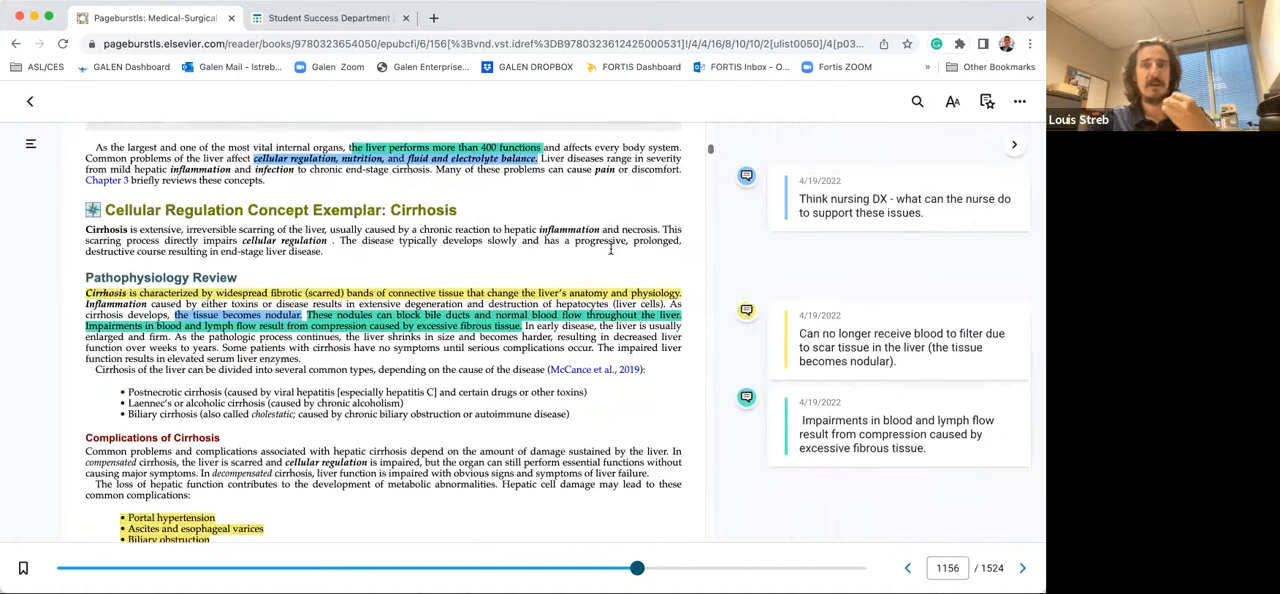 Pageburstls: Medical-Surgical
Student Success Department
pageburstls.elsevier.com/reader/books/9780323654050/epubcfi/6/156[%3Bvnd.vst.idref%3DB9780323612425000531]!/4/4/16/8/10/10/2[ulist0050]/4[p03...
ASL/CES
GALEN Dashboard
Galen Mail - lstreb...
Galen Zoom
Galen Enterprise...
GALEN DROPBOX
FORTIS Dashboard
FORTIS Inbox - O...
Fortis ZOOM
»
Other Bookmarks
Louis Streb
AA
As the largest and one of the most vital internal organs, the liver performs more than 400 functions and affects every body system.
Common problems of the liver affect cellular regulation, nutrition, and fluid and electrolyte balance. Liver diseases range in severity
from mild hepatic inflammation and infection to chronic end-stage cirrhosis. Many of these problems can cause pain or discomfort.
Chapter 3 briefly reviews these concepts.
Cellular Regulation Concept Exemplar: Cirrhosis
Cirrhosis is extensive, irreversible scarring of the liver, usually caused by a chronic reaction to hepatic inflammation and necrosis. This
scarring process directly impairs cellular regulation . The disease typically develops slowly and has a progressive, prolonged,
destructive course resulting in end-stage liver disease.
Pathophysiology Review
Cirrhosis is characterized by widespread fibrotic (scarred) bands of connective tissue that change the liver's anatomy and physiology.
Inflammation caused by either toxins or disease results in extensive degeneration and destruction of hepatocytes (liver cells). As
cirrhosis develops, the tissue becomes nodular. These nodules can block bile ducts and normal blood flow throughout the liver.
Impairments in blood and lymph flow result from compression caused by excessive fibrous tissue. In early disease, the liver is usually
enlarged and firm. As the pathologic process continues, the liver shrinks in size and becomes harder, resulting in decreased liver
function over weeks to years. Some patients with cirrhosis have no symptoms until serious complications occur. The impaired liver
function results in elevated serum liver enzymes.
Cirrhosis of the liver can be divided into several common types, depending on the cause of the disease (McCance et al., 2019):
• Postnecrotic cirrhosis (caused by viral hepatitis [especially hepatitis C] and certain drugs or other toxins)
• Laennec's or alcoholic cirrhosis (caused by chronic alcoholism)
• Biliary cirrhosis (also called cholestatic; caused by chronic biliary obstruction or autoimmune disease)
Complications of Cirrhosis
Common problems and complications associated with hepatic cirrhosis depend on the amount of damage sustained by the liver. In
compensated cirrhosis, the liver is scarred and cellular regulation is impaired, but the organ can still perform essential functions without
causing major symptoms. In decompensated cirrhosis, liver function is impaired with obvious signs and symptoms of liver failure.
The loss of hepatic function contributes to the development of metabolic abnormalities. Hepatic cell damage may lead to these
common complications:
• Portal hypertension
• Ascites and esophageal varices
• Biliary obstruction
4/19/2022
Think nursing DX - what can the nurse do
to support these issues.
4/19/2022
Can no longer receive blood to filter due
to scar tissue in the liver (the tissue
becomes nodular).
4/19/2022
Impairments in blood and lymph flow
result from compression caused by
excessive fibrous tissue.
1156 / 1524